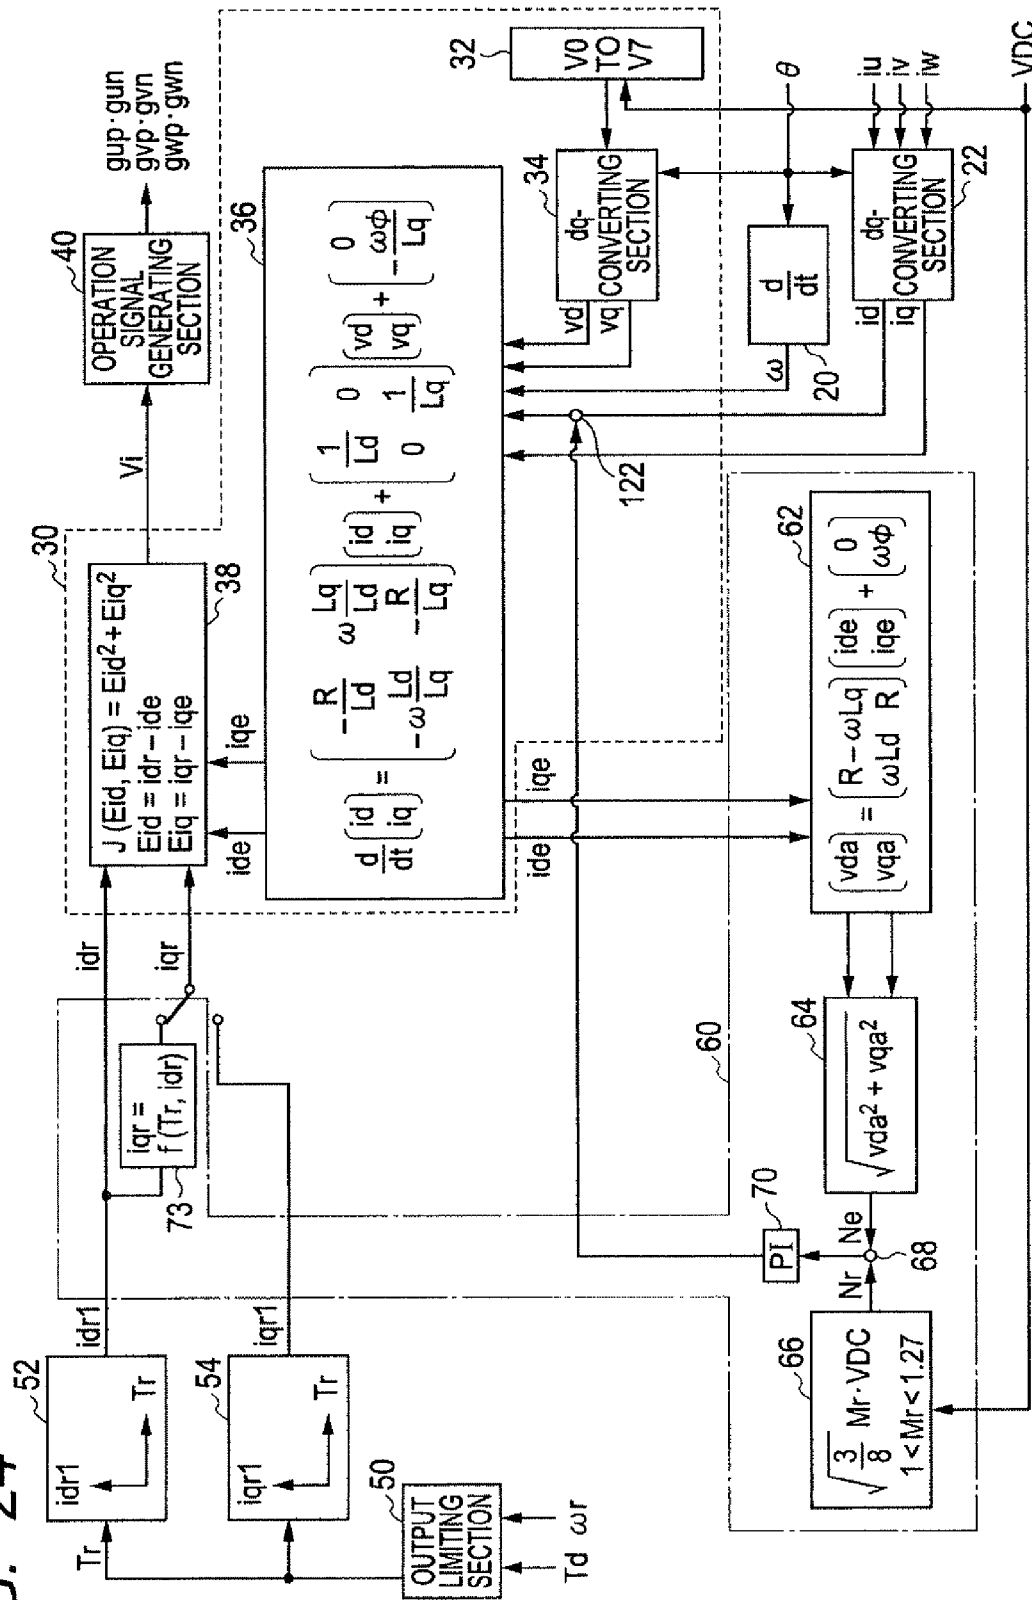 G. 24
30
40
OPERATION
SIGNAL
GENERATING
SECTION
gup·gun
gvp·gvn
gwp·gwn
Vi
38
J (Eid, Eiq) = Eid² + Eiq²
Eid = idr – ide
Eiq = iqr – iqe
idr
iqr
ide
iqe
73
iqr =
f (Tr, idr)
52
idr1
Tr
idr1
54
iqr1
Tr
iqr1
Tr
50
OUTPUT
LIMITING
SECTION
Td
ωr
36
d/dt (id iq) = (-R/Ld ω Lq/Ld -ω Ld/Lq -R/Lq) (id iq) + (1/Ld 0 0 1/Lq) (vd vq) + (0 -ωϕ/Lq)
32
V0
TO
V7
34
dq-
CONVERTING
SECTION
vd
vq
θ
d/dt
20
ω
22
dq-
CONVERTING
SECTION
id
iq
iu
iv
iw
VDC
122
ide
iqe
60
62
(vda vqa) = (R -ωLq ωLd R) (ide iqe) + (0 ωϕ)
64
√vda² + vqa²
70
PI
Ne
Nr
68
66
√3/8 Mr·VDC
1 < Mr < 1.27